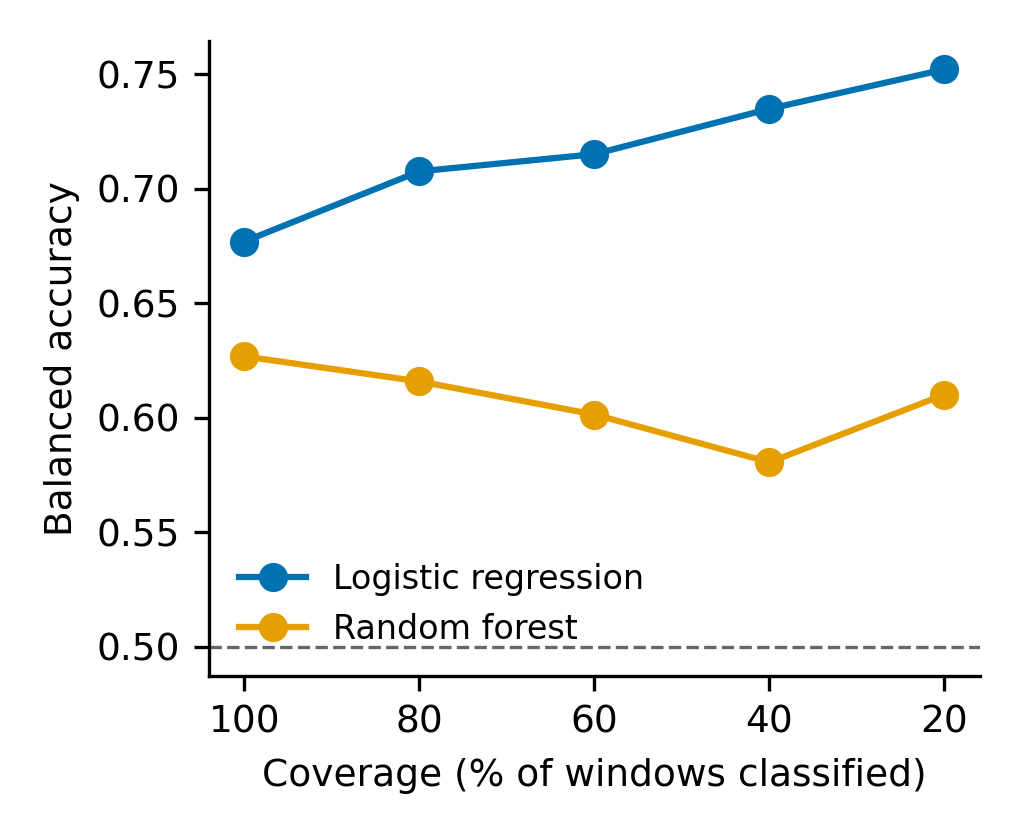 0.75
0.70
0.65
0.60
0.55
0.50
Balanced accuracy
Logistic regression
Random forest
100 80 60 40 20
Coverage (% of windows classified)